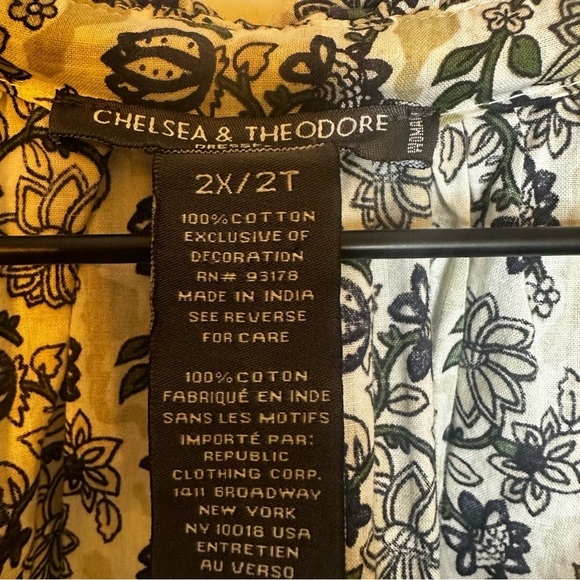 CHELSEA & THEODORE
DRESSES
WOMAN
2X/2T
100% COTTON
EXCLUSIVE OF
DECORATION
RN# 93178
MADE IN INDIA
SEE REVERSE
FOR CARE
100% COTON
FABRIQUÉ EN INDE
SANS LES MOTIFS
IMPORTÉ PAR:
REPUBLIC
CLOTHING CORP.
1411 BROADWAY
NEW YORK
NY 10018 USA
ENTRETIEN
AU VERSO